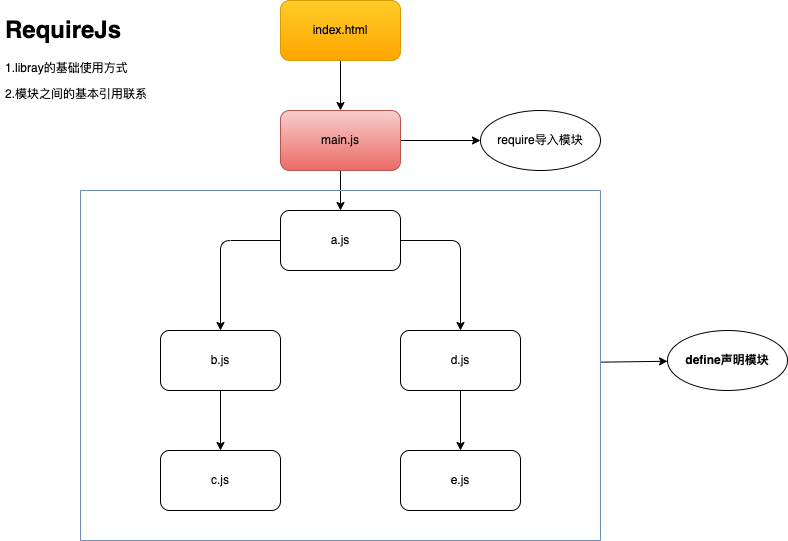 RequireJs
1.libray的基础使用方式
2.模块之间的基本引用联系
index.html
main.js
require导入模块
a.js
b.js
d.js
define声明模块
c.js
e.js